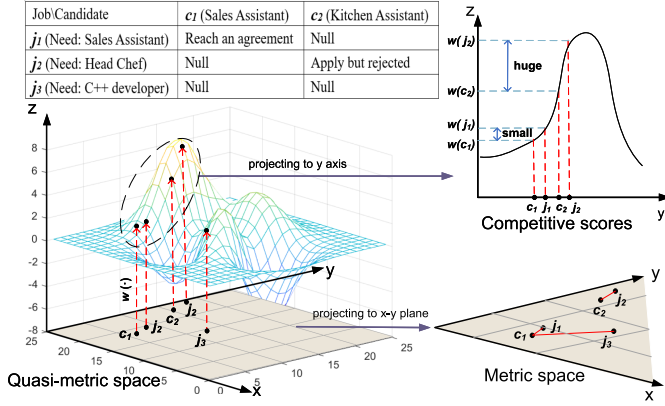 Job\Candidate c1 (Sales Assistant) c2 (Kitchen Assistant)
j1 (Need: Sales Assistant) Reach an agreement Null
j2 (Need: Head Chef) Null Apply but rejected
j3 (Need: C++ developer) Null Null
z
8
6
4
2
0
-2
-4
-6
-8
w (·)
c1
j2
c2
j2
j3
y
x
25
20
15
10
5
0
0
5
10
15
20
25
Quasi-metric space
projecting to y axis
projecting to x-y plane
z
w(j2)
huge
w(c2)
w(j1)
small
w(c1)
c1 j1 c2 j2
y
Competitive scores
y
j2
c2
j1
c1
j3
x
Metric space